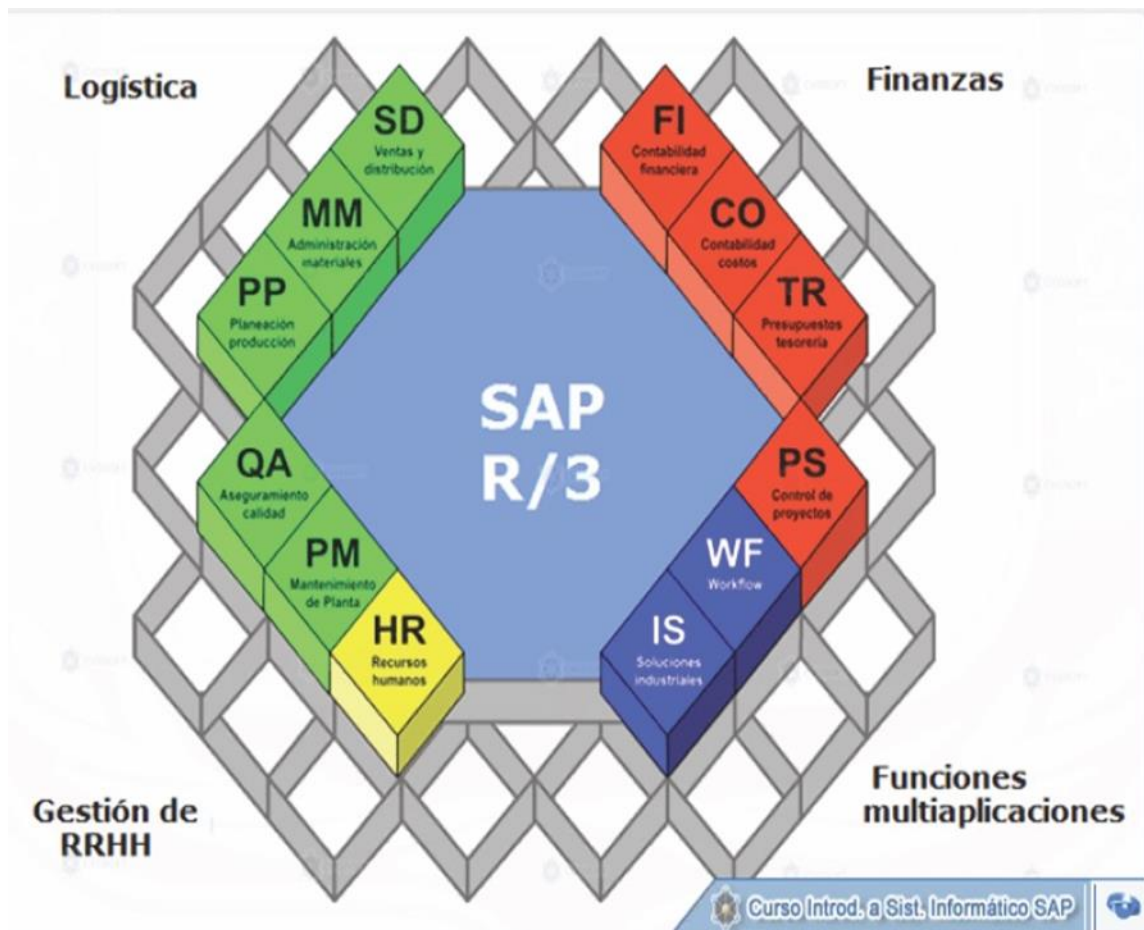 Logística
Finanzas
SD
Ventas y
distribución
MM
Administración
materiales
PP
Planeación
producción
FI
Contabilidad
financiera
CO
Contabilidad
costos
TR
Presupuestos
tesorería
SAP
R/3
QA
Aseguramiento
calidad
PM
Mantenimiento
de Planta
HR
Recursos
humanos
PS
Control de
proyectos
WF
Workflow
IS
Soluciones
industriales
Gestión de
RRHH
Funciones
multiaplicaciones
Curso Introd. a Sist. Informático SAP